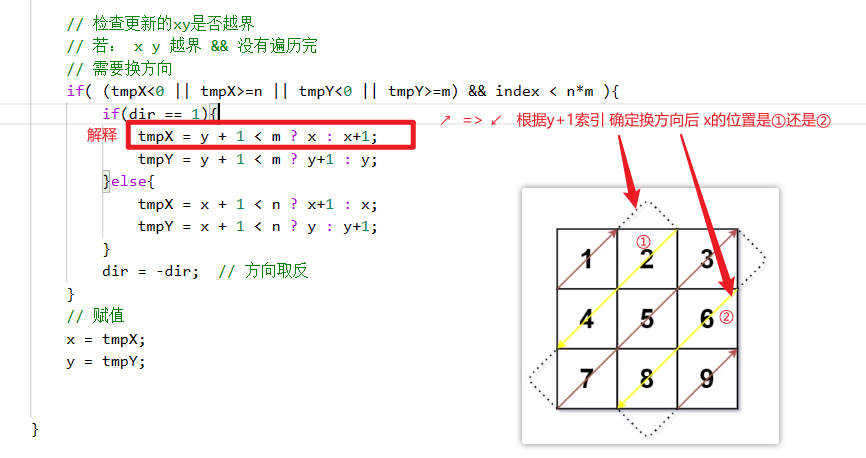 // 检查更新的xy是否越界
// 若： x y 越界 && 没有遍历完
// 需要换方向
if( (tmpX<0 || tmpX>=n || tmpY<0 || tmpY>=m) && index < n*m ){
if(dir == 1){
解释 tmpX = y + 1 < m ? x : x+1;
tmpY = y + 1 < m ? y+1 : y;
}else{
tmpX = x + 1 < n ? x+1 : x;
tmpY = x + 1 < n ? y : y+1;
}
dir = -dir;  // 方向取反
}
// 赋值
x = tmpX;
y = tmpY;
}
↗ => ↙ 根据y+1索引 确定换方向后 x的位置是①还是②
①
1 2 3
4 5 6 ②
7 8 9